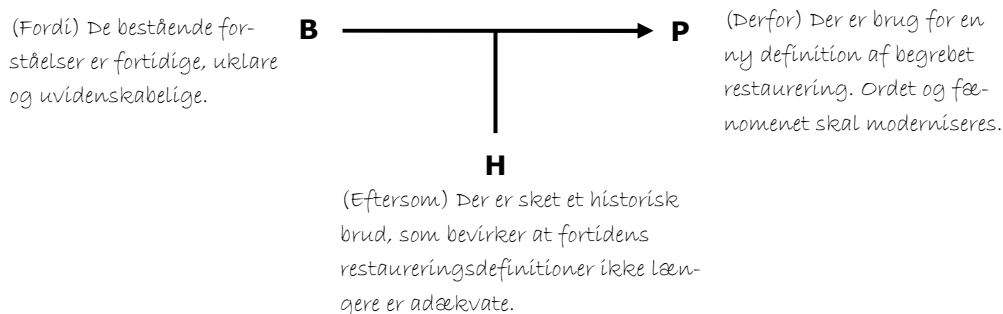 (Fordi) De bestående for-
ståelser er fortidige, uklare
og uvidenskabelige.
B
P
(Derfor) Der er brug for en
ny definition af begrebet
restaurering. Ordet og fæ-
nomenet skal moderniseres.
H
(Eftersom) Der er sket et historisk
brud, som bevirker at fortidens
restaureringsdefinitioner ikke læn-
gere er adækvate.